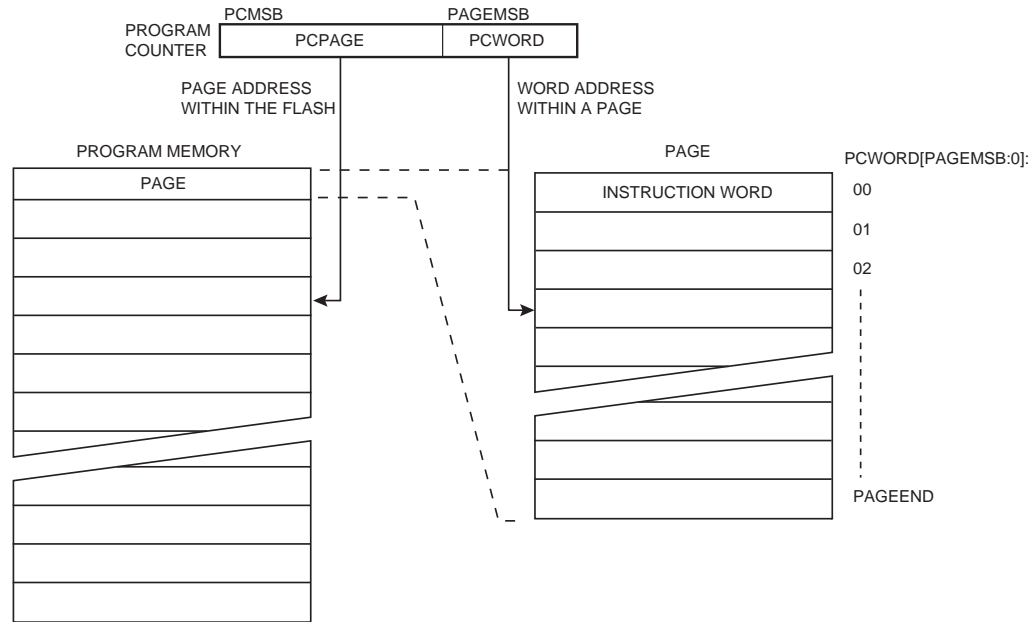 PCMSB PAGEMSB
PROGRAM
COUNTER
PCPAGE PCWORD
PAGE ADDRESS
WITHIN THE FLASH
WORD ADDRESS
WITHIN A PAGE
PROGRAM MEMORY
PAGE
PAGE
INSTRUCTION WORD
PCWORD[PAGEMSB:0]:
00
01
02
PAGEEND